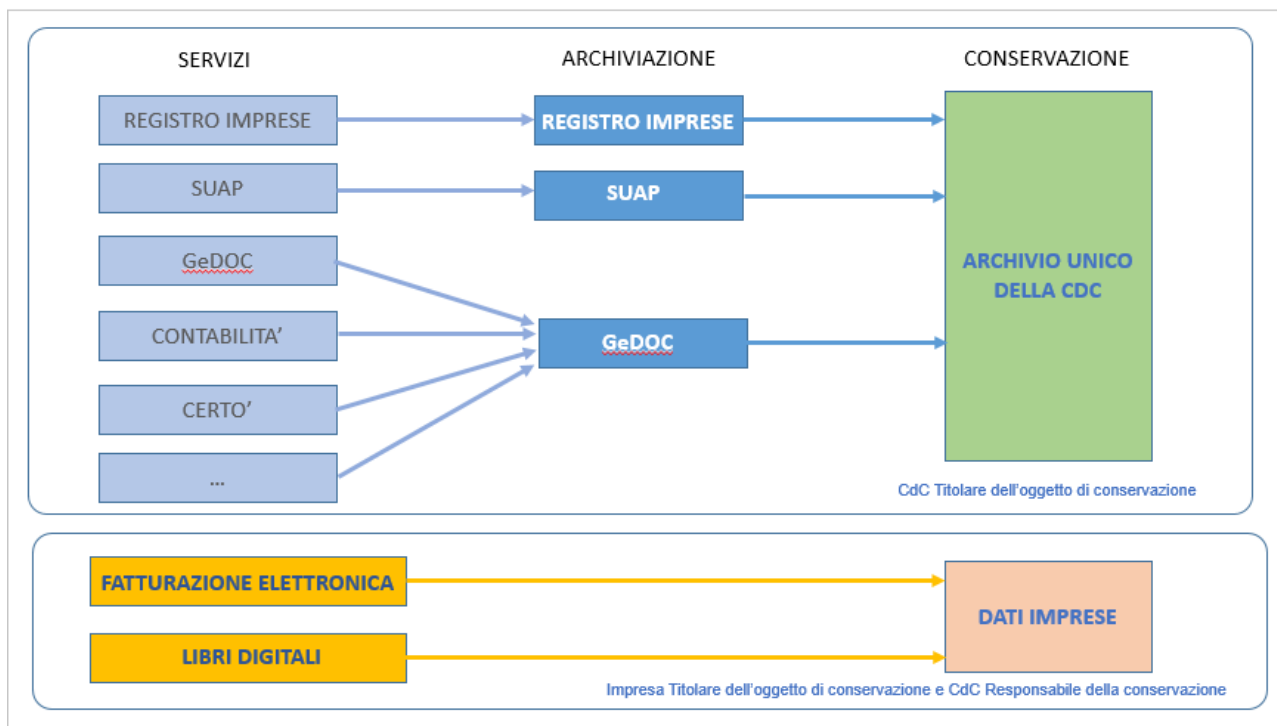 SERVIZI
ARCHIVIAZIONE
CONSERVAZIONE
REGISTRO IMPRESE
REGISTRO IMPRESE
SUAP
SUAP
GeDOC
ARCHIVIO UNICO
DELLA CDC
CONTABILITA’
GeDOC
CERTO’
...
CdC Titolare dell’oggetto di conservazione
FATTURAZIONE ELETTRONICA
DATI IMPRESE
LIBRI DIGITALI
Impresa Titolare dell’oggetto di conservazione e CdC Responsabile della conservazione